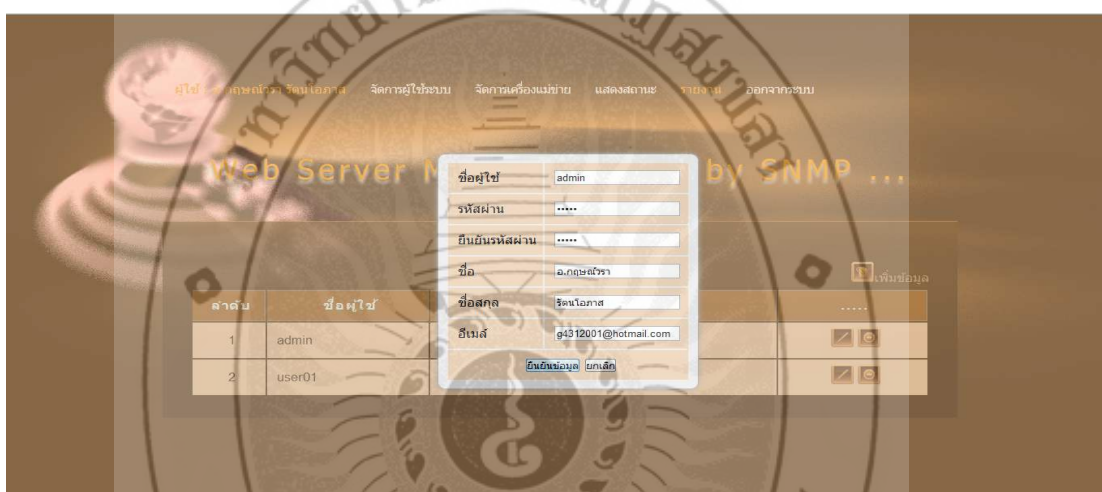 ผู้ใช้ กฤษณ์วรา รัตนโอภาส จัดการผู้ใช้ระบบ จัดการเครื่องแม่ข่าย แสดงสถานะ รายงาน ออกจากระบบ
Web Server M by SNMP ...
ชื่อผู้ใช้ admin
รหัสผ่าน •••••
ยืนยันรหัสผ่าน •••••
ชื่อ อ.กฤษณ์วรา
ชื่อสกุล รัตนโอภาส
อีเมล์ g4312001@hotmail.com
ยืนยันข้อมูล ยกเลิก
เพิ่มข้อมูล
ลำดับ ชื่อผู้ใช้ .....
1 admin
2 user01